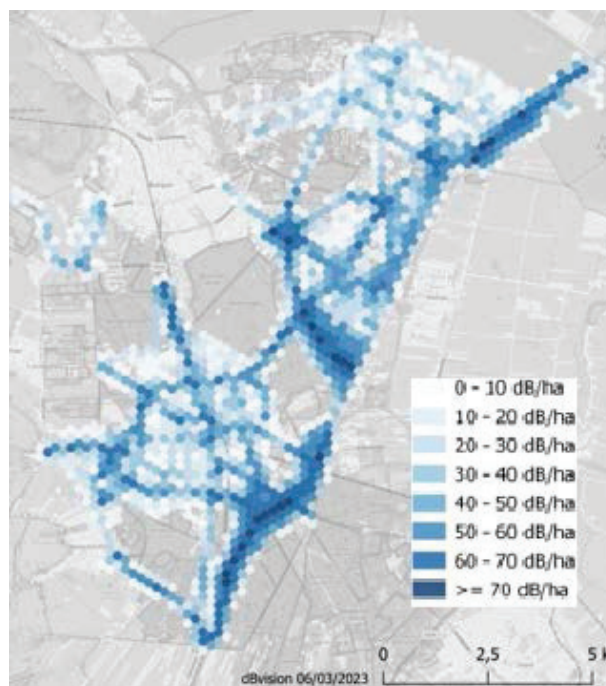 0 - 10 dB/ha
10 - 20 dB/ha
20 - 30 dB/ha
30 - 40 dB/ha
40 - 50 dB/ha
50 - 60 dB/ha
60 - 70 dB/ha
>= 70 dB/ha
0 2,5 5 k
dBvision 06/03/2023